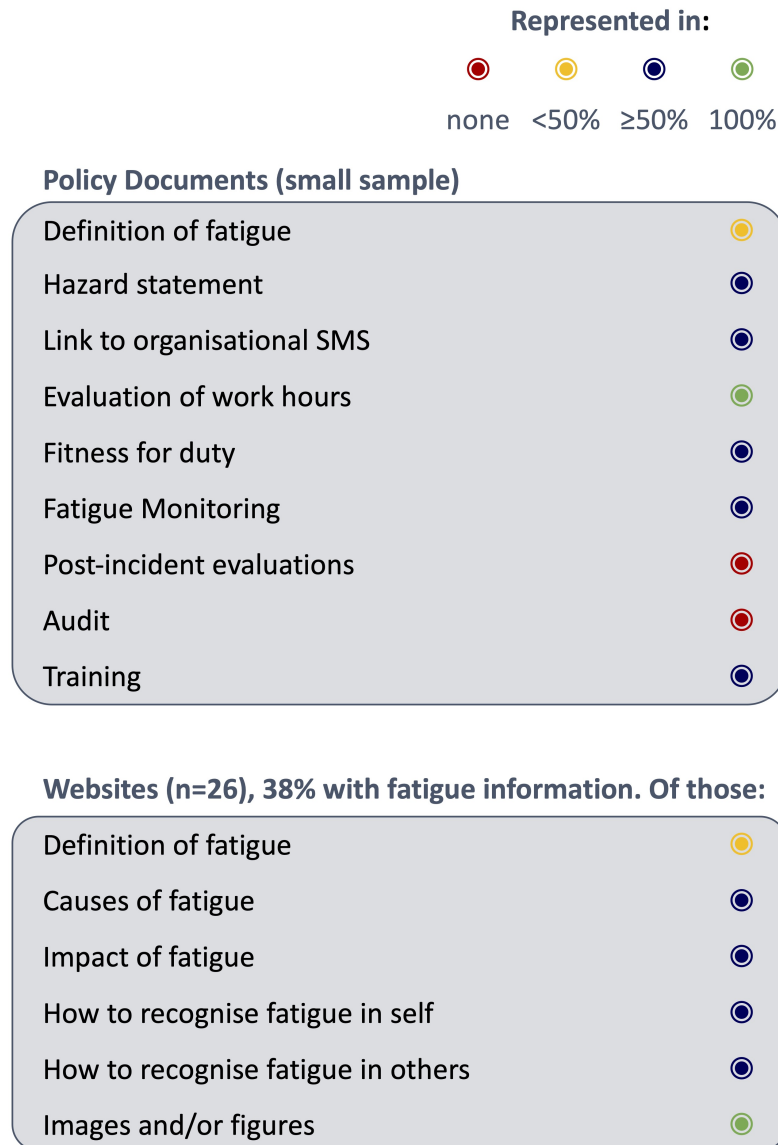 Represented in:
none <50% ≥50% 100%
Policy Documents (small sample)
Definition of fatigue
Hazard statement
Link to organisational SMS
Evaluation of work hours
Fitness for duty
Fatigue Monitoring
Post-incident evaluations
Audit
Training
Websites (n=26), 38% with fatigue information. Of those:
Definition of fatigue
Causes of fatigue
Impact of fatigue
How to recognise fatigue in self
How to recognise fatigue in others
Images and/or figures